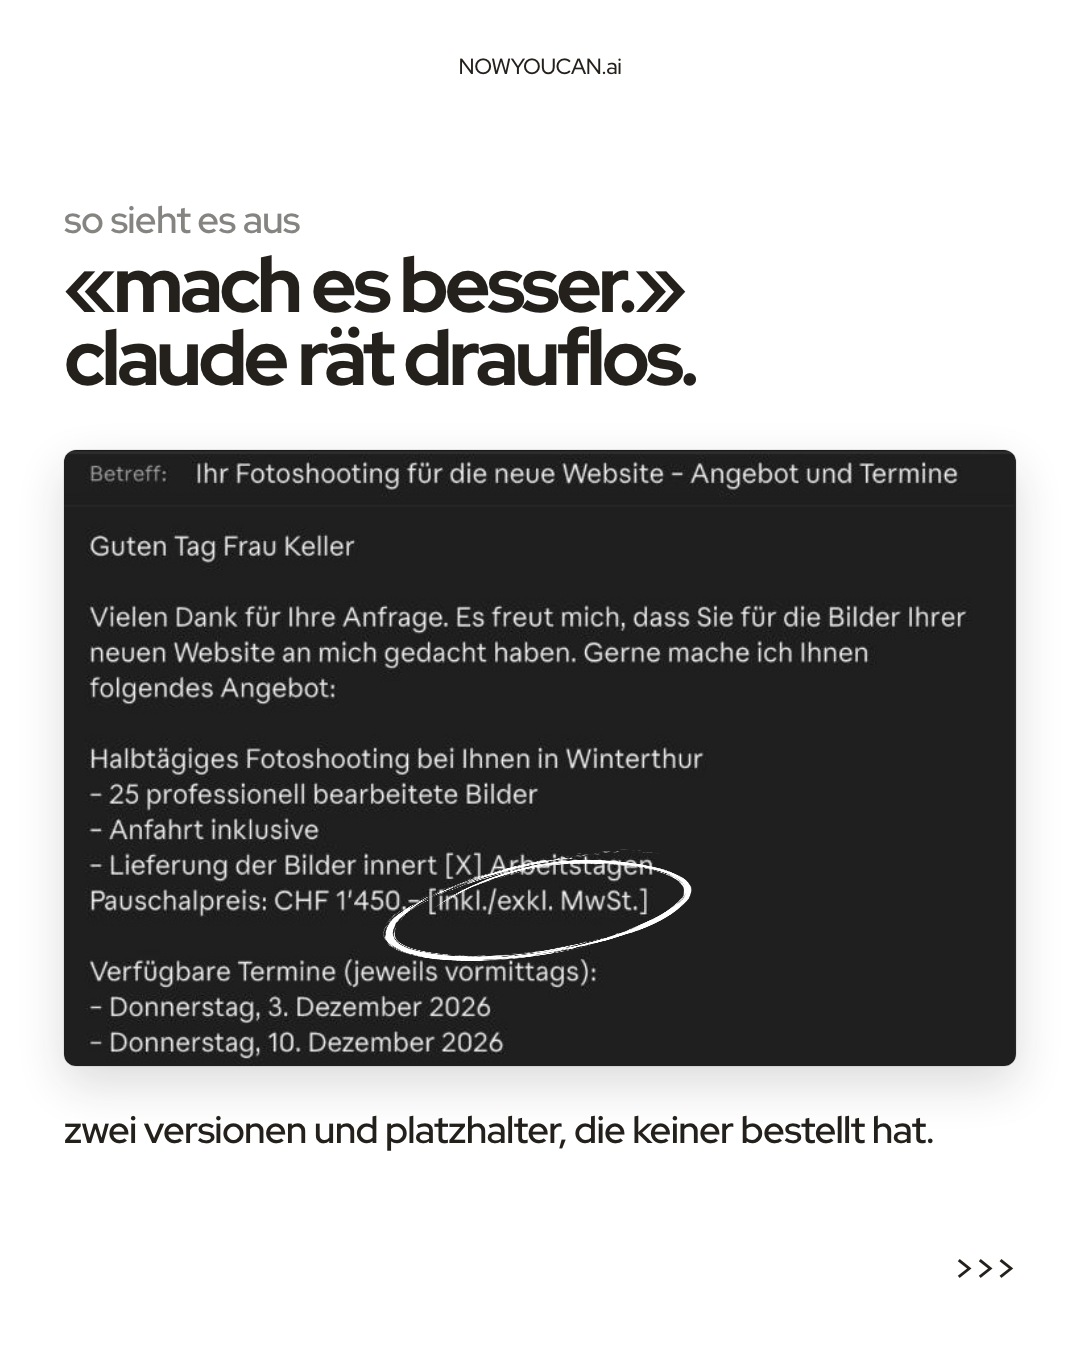 NOWYOUCAN.ai
so sieht es aus
«mach es besser.»
claude rät drauflos.
Betreff: Ihr Fotoshooting für die neue Website – Angebot und Termine
Guten Tag Frau Keller
Vielen Dank für Ihre Anfrage. Es freut mich, dass Sie für die Bilder Ihrer
neuen Website an mich gedacht haben. Gerne mache ich Ihnen
folgendes Angebot:
Halbtägiges Fotoshooting bei Ihnen in Winterthur
– 25 professionell bearbeitete Bilder
– Anfahrt inklusive
– Lieferung der Bilder innert [X] Arbeitstagen
Pauschalpreis: CHF 1’450.– [inkl./exkl. MwSt.]
Verfügbare Termine (jeweils vormittags):
– Donnerstag, 3. Dezember 2026
– Donnerstag, 10. Dezember 2026
zwei versionen und platzhalter, die keiner bestellt hat.
>>>